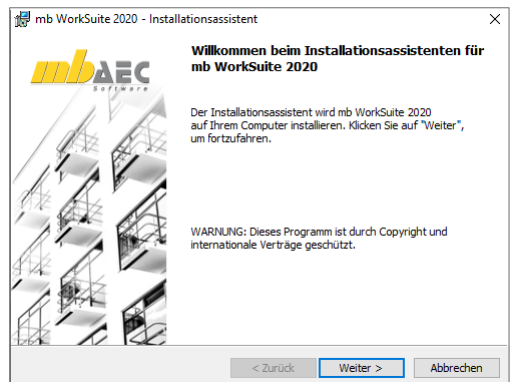 mb WorkSuite 2020 - Installationsassistent
mbAEC
Software
Willkommen beim Installationsassistenten für
mb WorkSuite 2020
Der Installationsassistent wird mb WorkSuite 2020
auf Ihrem Computer installieren. Klicken Sie auf "Weiter",
um fortzufahren.
WARNUNG: Dieses Programm ist durch Copyright und
internationale Verträge geschützt.
< Zurück
Weiter >
Abbrechen